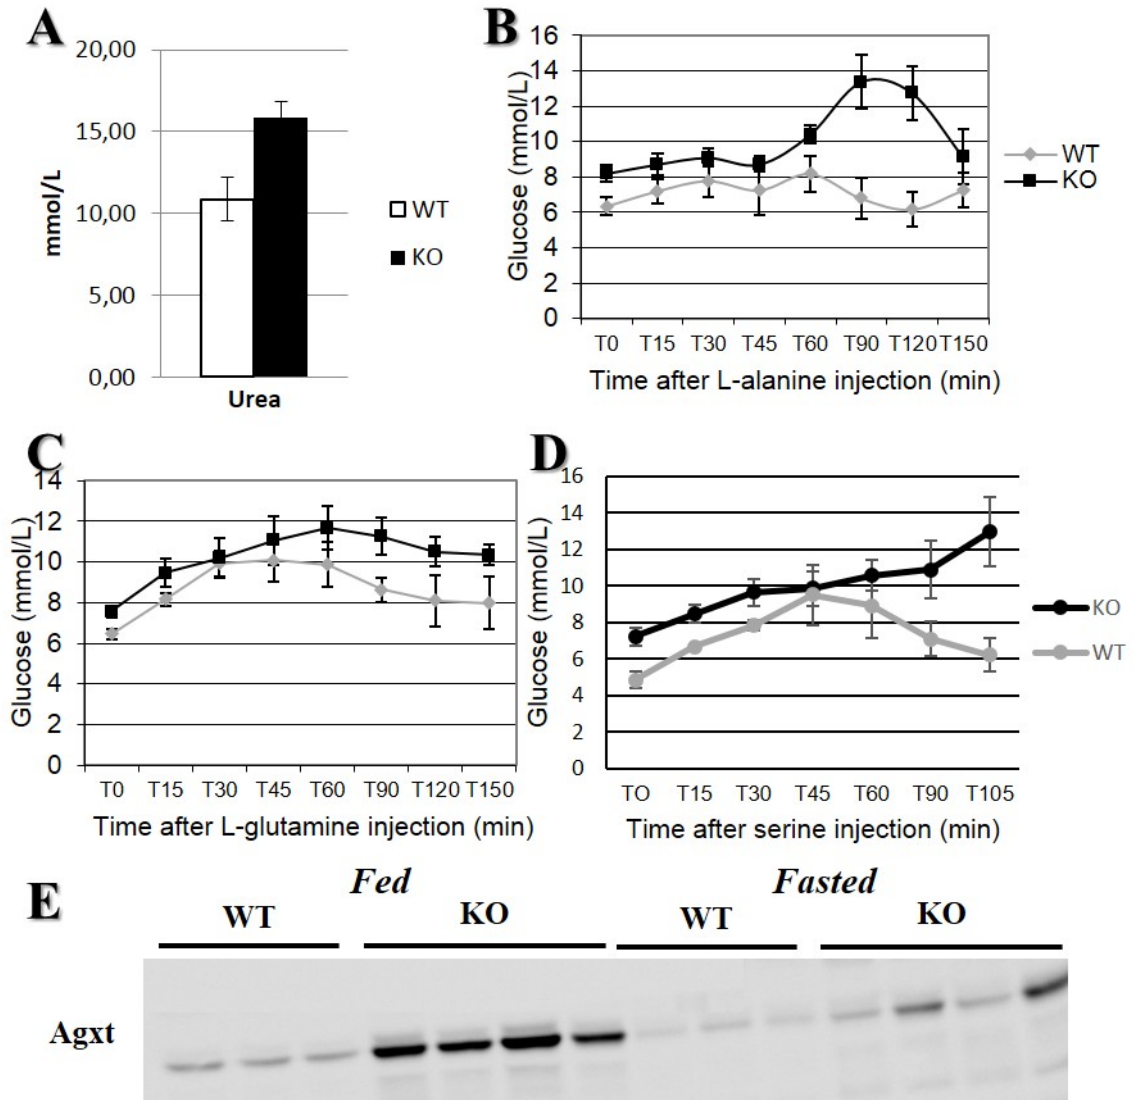 A
20,00
15,00
10,00
5,00
0,00
mmol/L
Urea
WT
KO
B
16
14
12
10
8
6
4
2
0
Glucose (mmol/L)
T0 T15 T30 T45 T60 T90 T120 T150
Time after L-alanine injection (min)
WT
KO
C
14
12
10
8
6
4
2
0
Glucose (mmol/L)
T0 T15 T30 T45 T60 T90 T120 T150
Time after L-glutamine injection (min)
D
16
14
12
10
8
6
4
2
0
Glucose (mmol/L)
TO T15 T30 T45 T60 T90 T105
Time after serine injection (min)
KO
WT
E
Fed Fasted
WT KO WT KO
Agxt